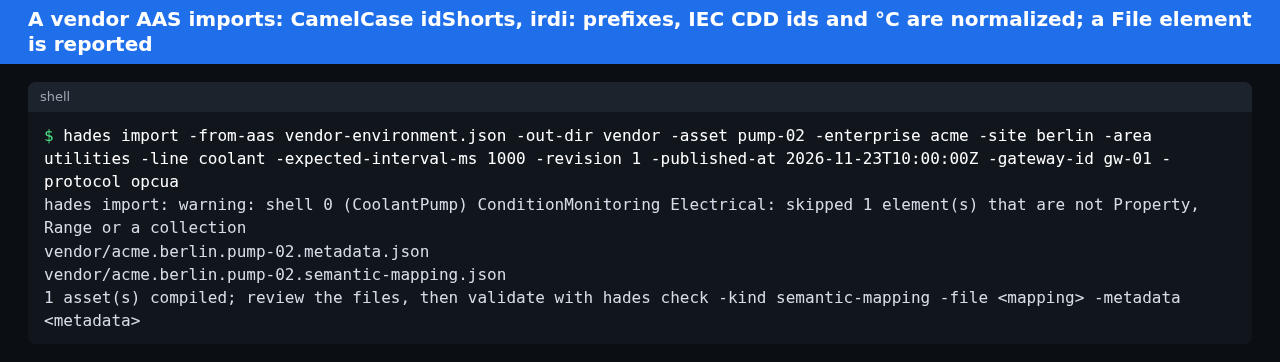 A vendor AAS imports: CamelCase idShorts, irdi: prefixes, IEC CDD ids and °C are normalized; a File element
is reported
shell
$ hades import -from-aas vendor-environment.json -out-dir vendor -asset pump-02 -enterprise acme -site berlin -area
utilities -line coolant -expected-interval-ms 1000 -revision 1 -published-at 2026-11-23T10:00:00Z -gateway-id gw-01 -
protocol opcua
hades import: warning: shell 0 (CoolantPump) ConditionMonitoring Electrical: skipped 1 element(s) that are not Property,
Range or a collection
vendor/acme.berlin.pump-02.metadata.json
vendor/acme.berlin.pump-02.semantic-mapping.json
1 asset(s) compiled; review the files, then validate with hades check -kind semantic-mapping -file <mapping> -metadata
<metadata>